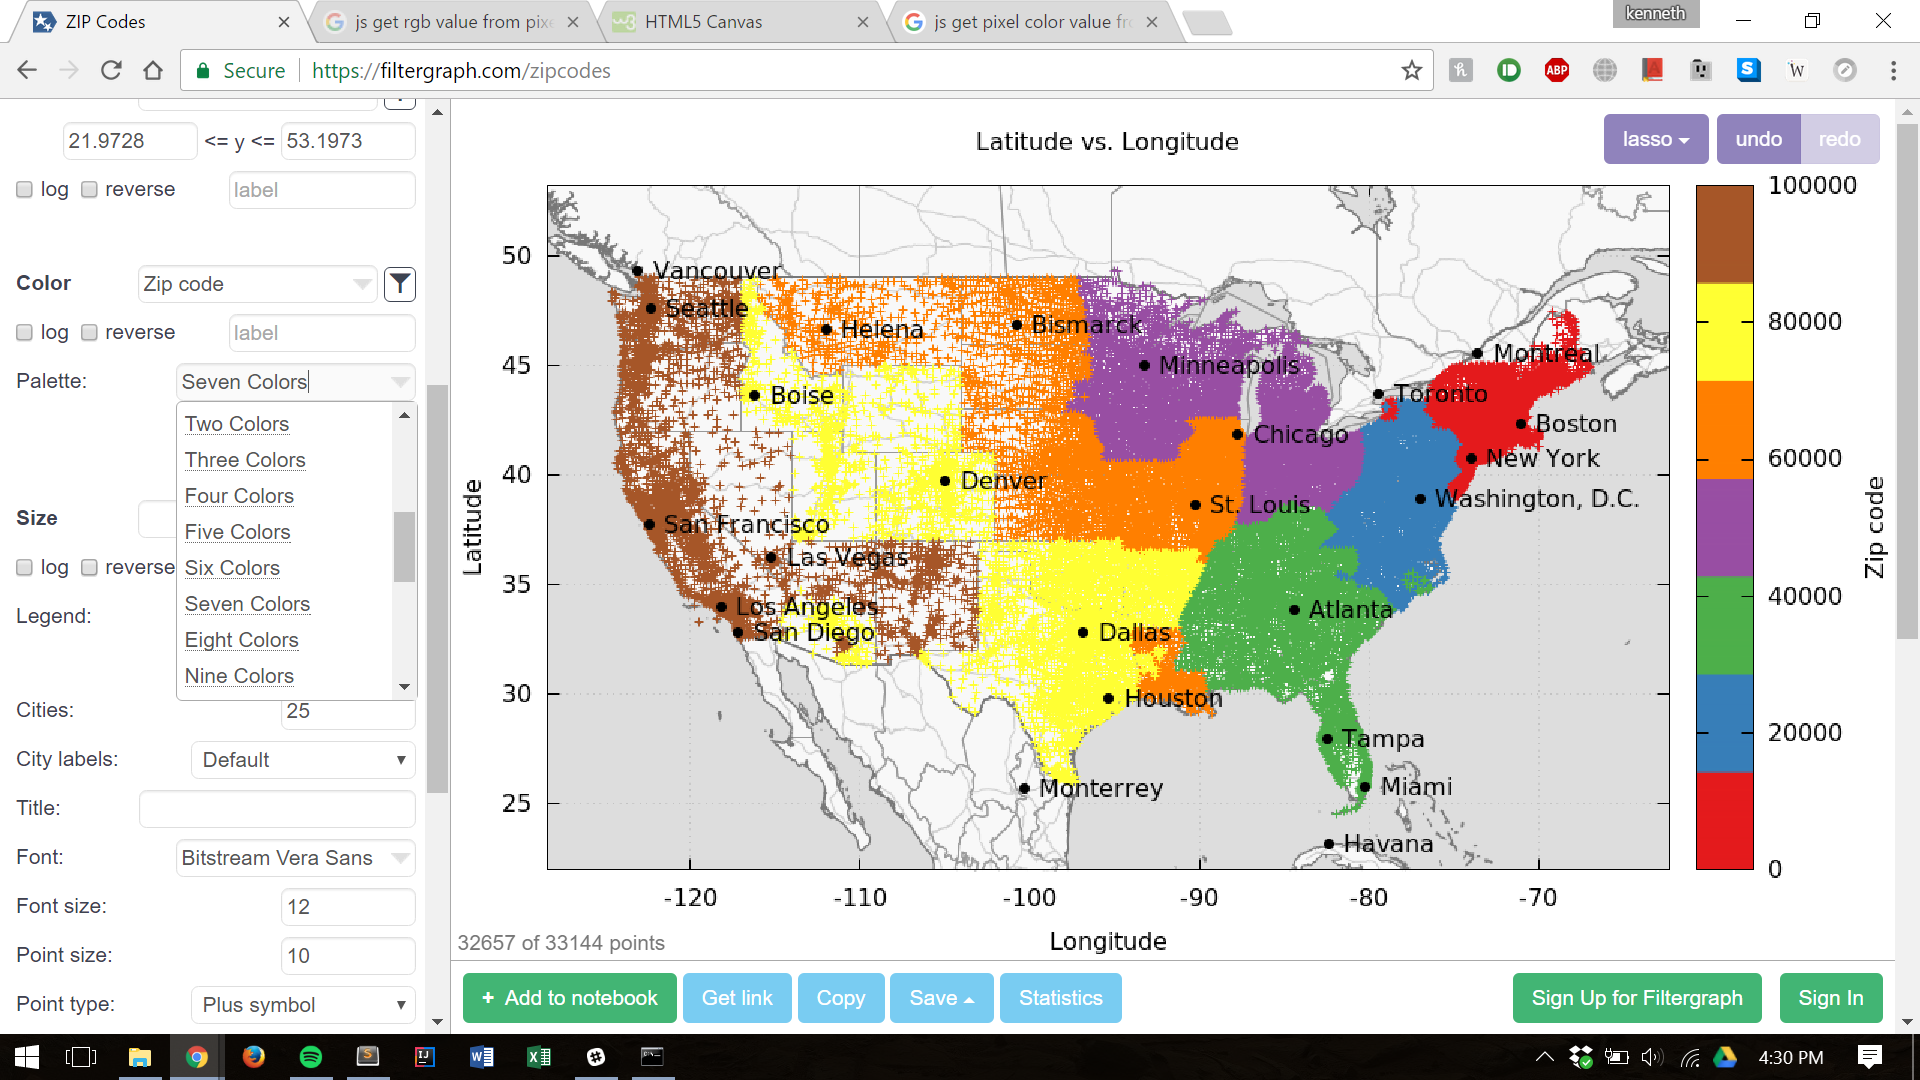 ZIP Codes
js get rgb value from pixe
HTML5 Canvas
js get pixel color value fr
kenneth
Secure
https://filtergraph.com/zipcodes
21.9728
<= y <=
53.1973
log
reverse
label
Color
Zip code
log
reverse
label
Palette:
Seven Colors
Two Colors
Three Colors
Four Colors
Five Colors
Six Colors
Seven Colors
Eight Colors
Nine Colors
Size
log
reverse
Legend:
Cities:
25
City labels:
Default
Title:
Font:
Bitstream Vera Sans
Font size:
12
Point size:
10
Point type:
Plus symbol
Latitude vs. Longitude
lasso
undo
redo
50
45
40
35
30
25
Latitude
Vancouver
Seattle
Helena
Bismarck
Minneapolis
Montreal
Boise
Toronto
Boston
Chicago
New York
Denver
St. Louis
Washington, D.C.
San Francisco
Las Vegas
Los Angeles
Atlanta
San Diego
Dallas
Houston
Tampa
Monterrey
Miami
Havana
-120
-110
-100
-90
-80
-70
Longitude
100000
80000
60000
40000
20000
0
Zip code
32657 of 33144 points
+ Add to notebook
Get link
Copy
Save
Statistics
Sign Up for Filtergraph
Sign In
4:30 PM